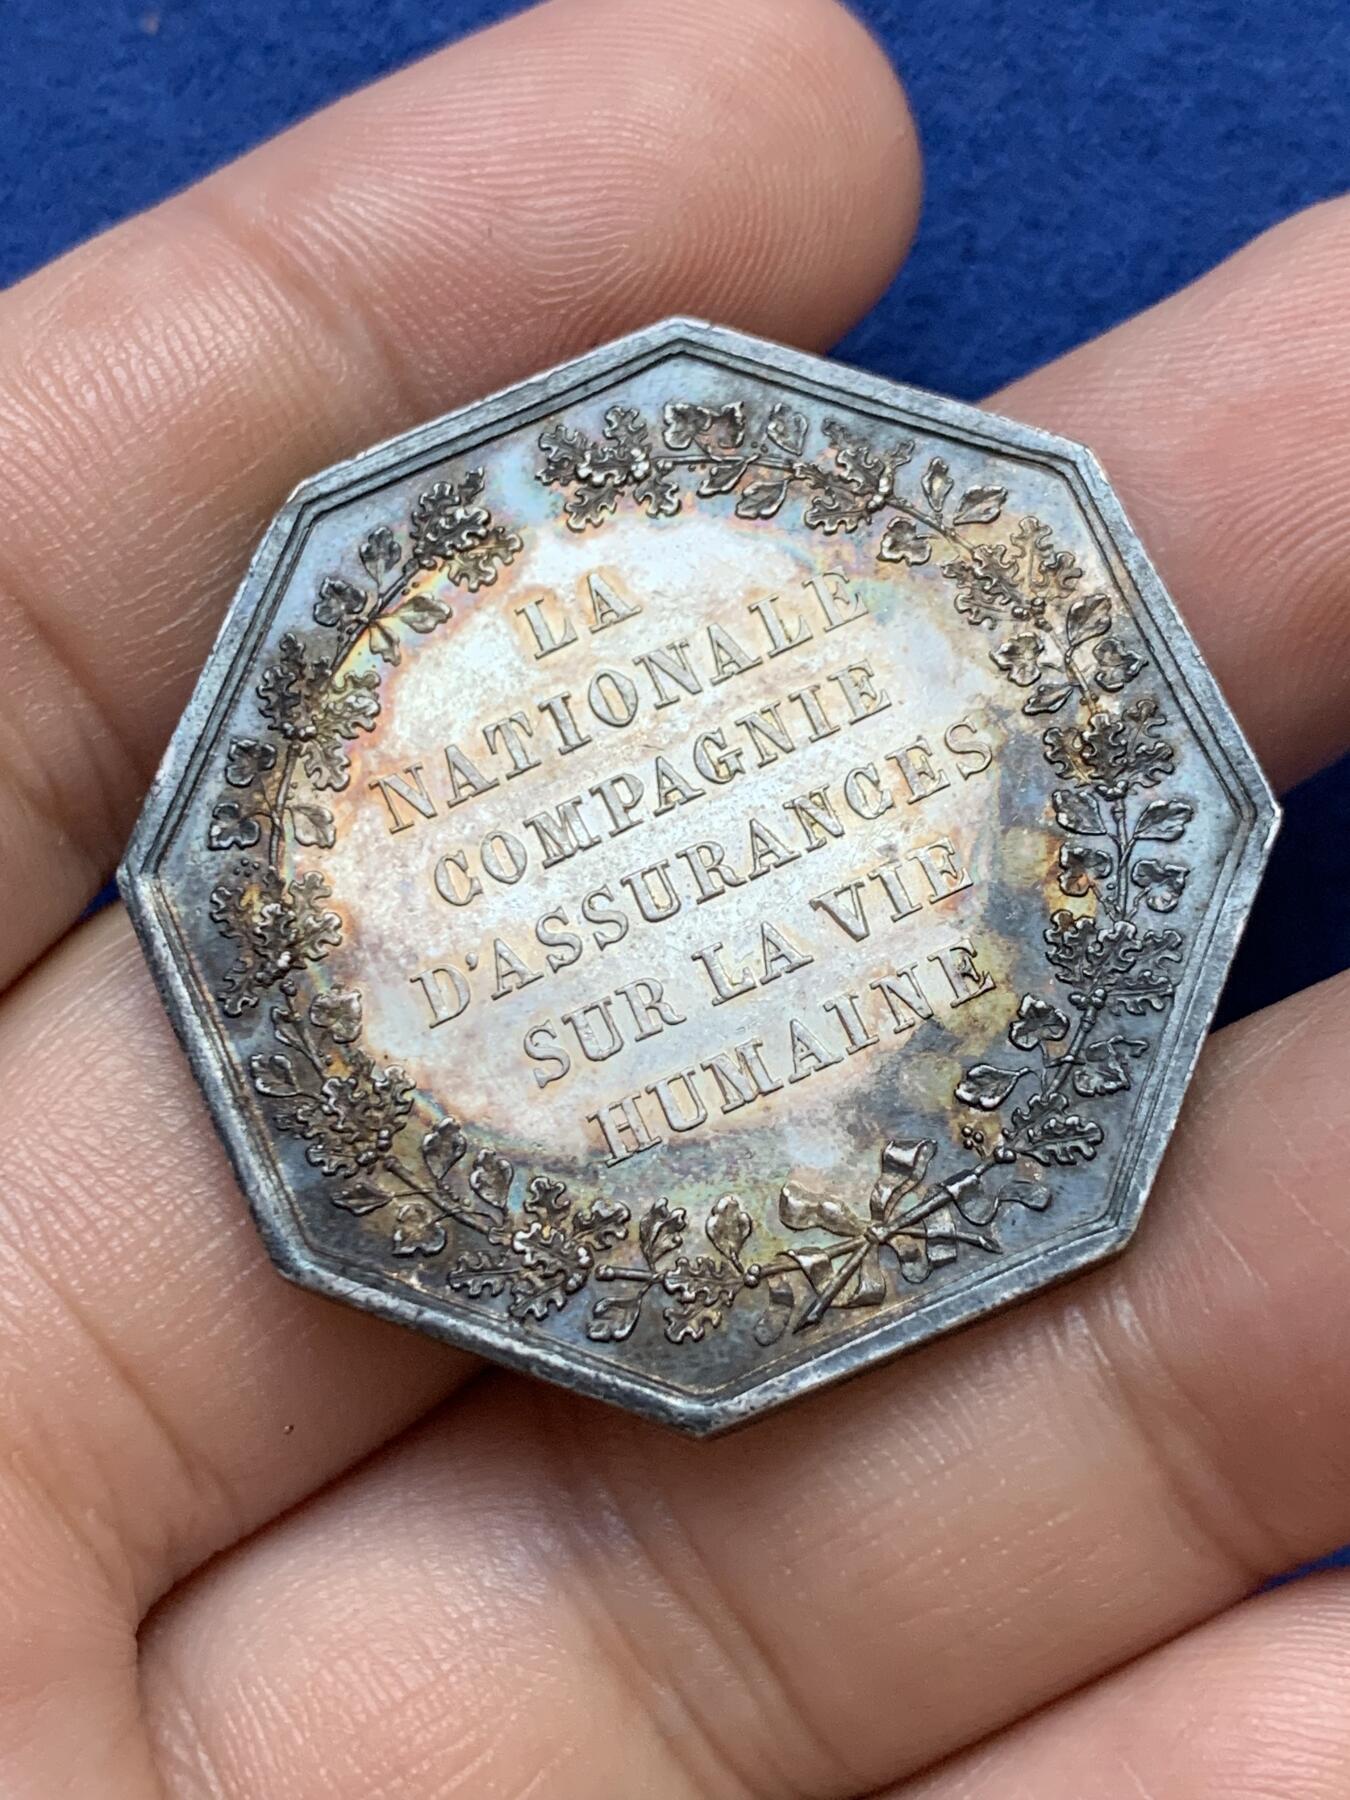 LA
NATIONALE
COMPAGNIE
D'ASSURANCES
SUR LA VIE
HUMAINE